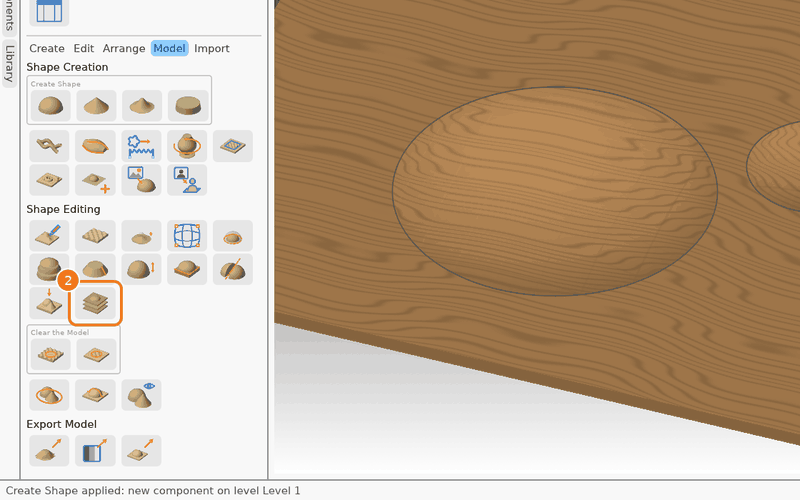 nents
Library
Create Edit Arrange Model Import
Shape Creation
Create Shape
Shape Editing
2
Clear the Model
Export Model
Create Shape applied: new component on level Level 1